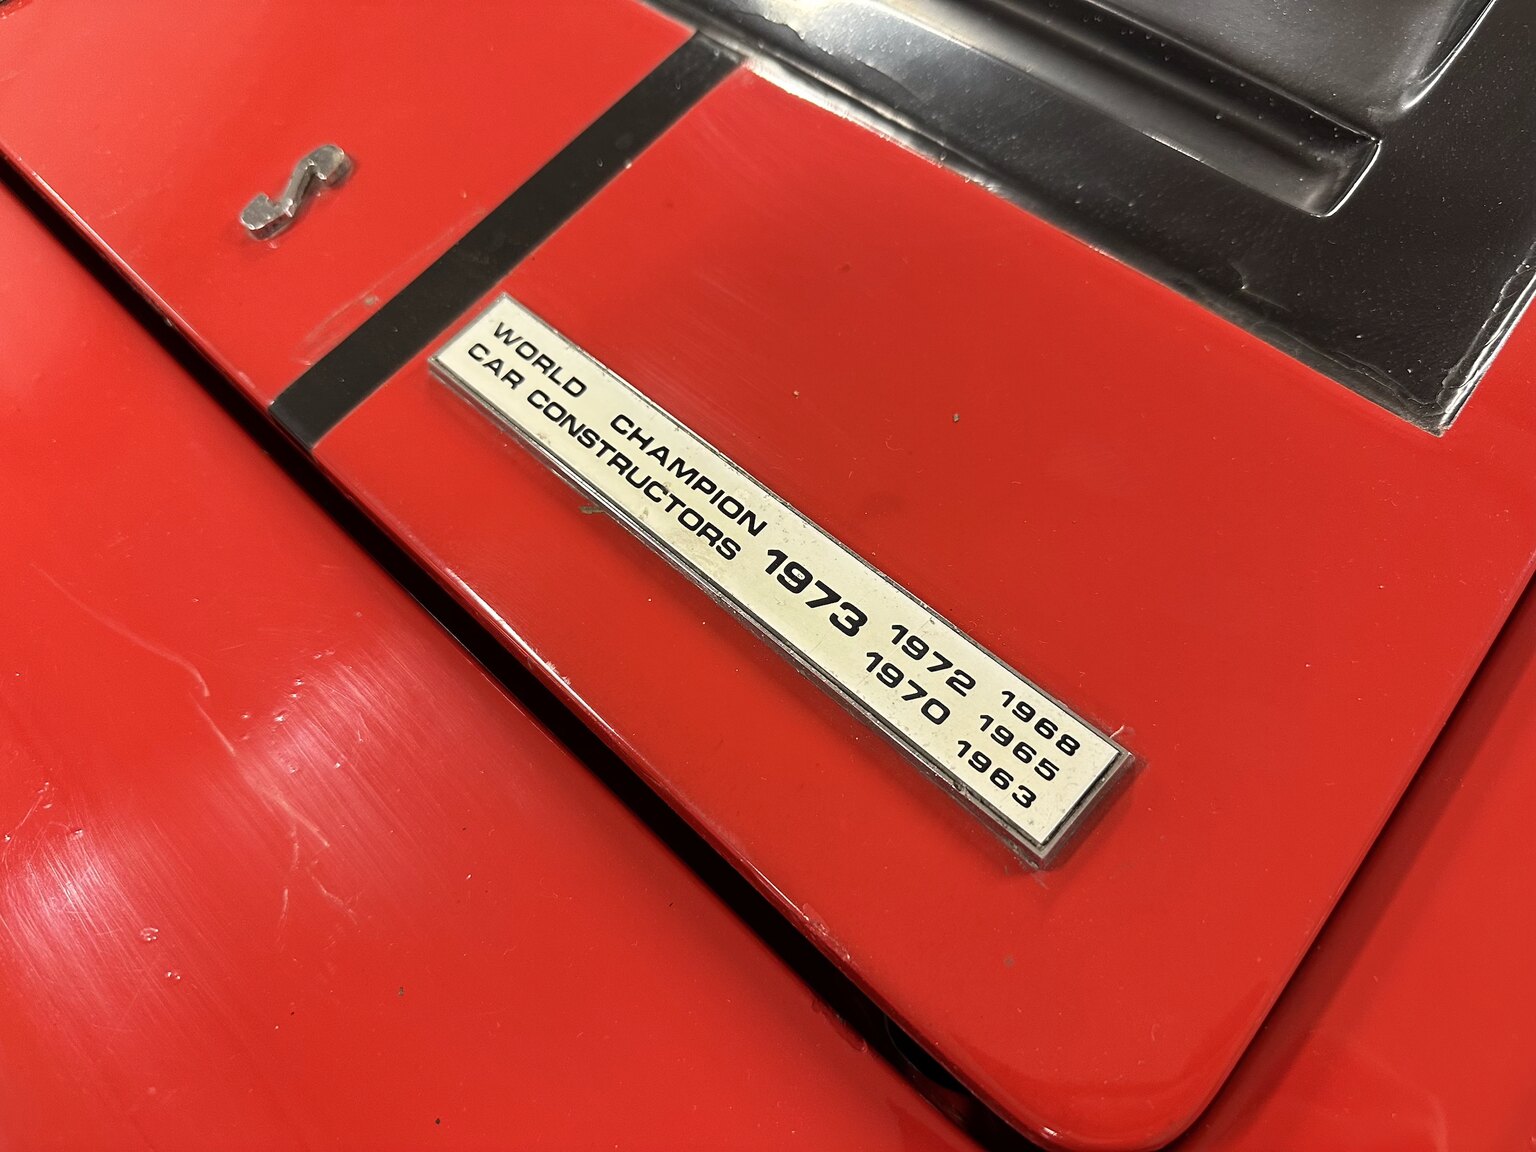 S
WORLD CHAMPION
CAR CONSTRUCTORS
1973 1972 1968
1970 1965
1963